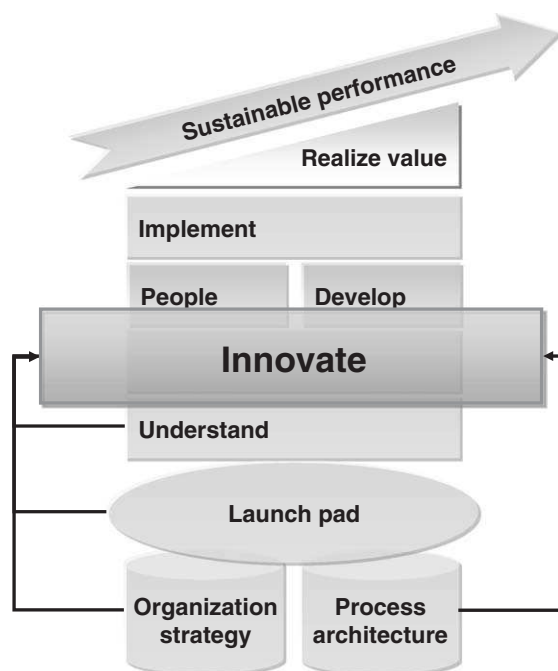 Sustainable performance
Realize value
Implement
People
Develop
Innovate
Understand
Launch pad
Organization
strategy
Process
architecture